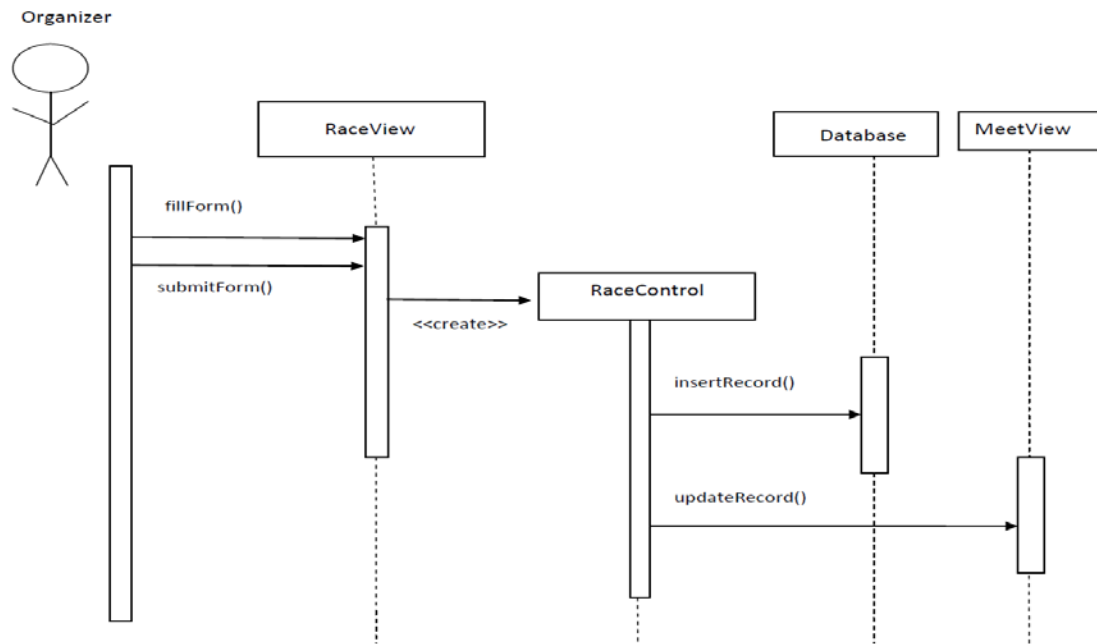 Organizer
RaceView
Database
MeetView
fillForm()
submitForm()
RaceControl
<<create>>
insertRecord()
updateRecord()